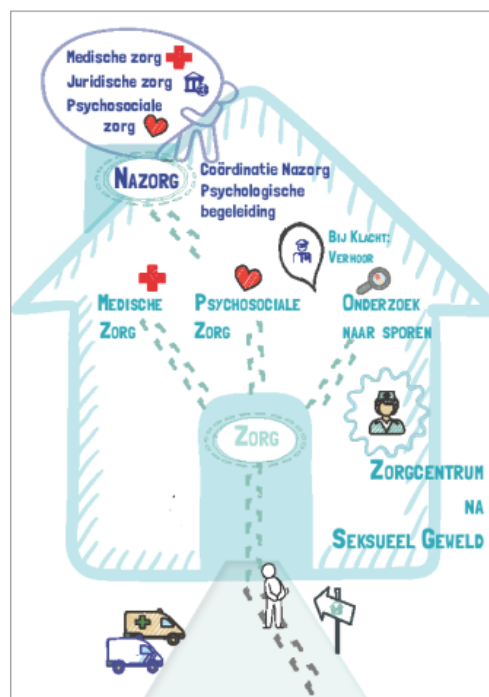 Medische zorg
Juridische zorg
Psychosociale
zorg
Nazorg
Coördinatie Nazorg
Psychologische
begeleiding
Bij Klacht:
Verhoor
Medische
Zorg
Psychosociale
Zorg
Onderzoek
naar sporen
Zorg
Zorgcentrum
na
Seksueel Geweld